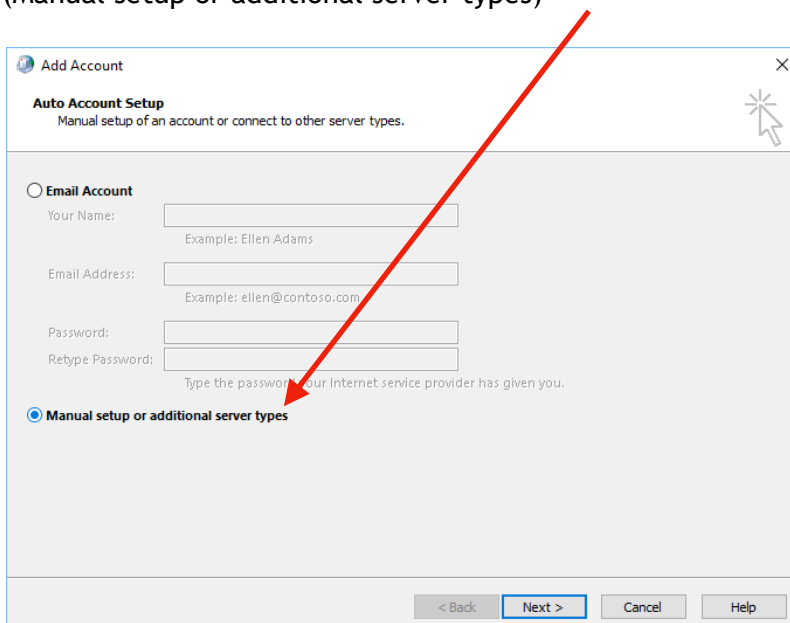 (Manual setup or additional server types)
Add Account
Auto Account Setup
Manual setup of an account or connect to other server types.
Email Account
Your Name:
Example: Ellen Adams
Email Address:
Example: ellen@contoso.com
Password:
Retype Password:
Type the password your Internet service provider has given you.
Manual setup or additional server types
< Back Next > Cancel Help